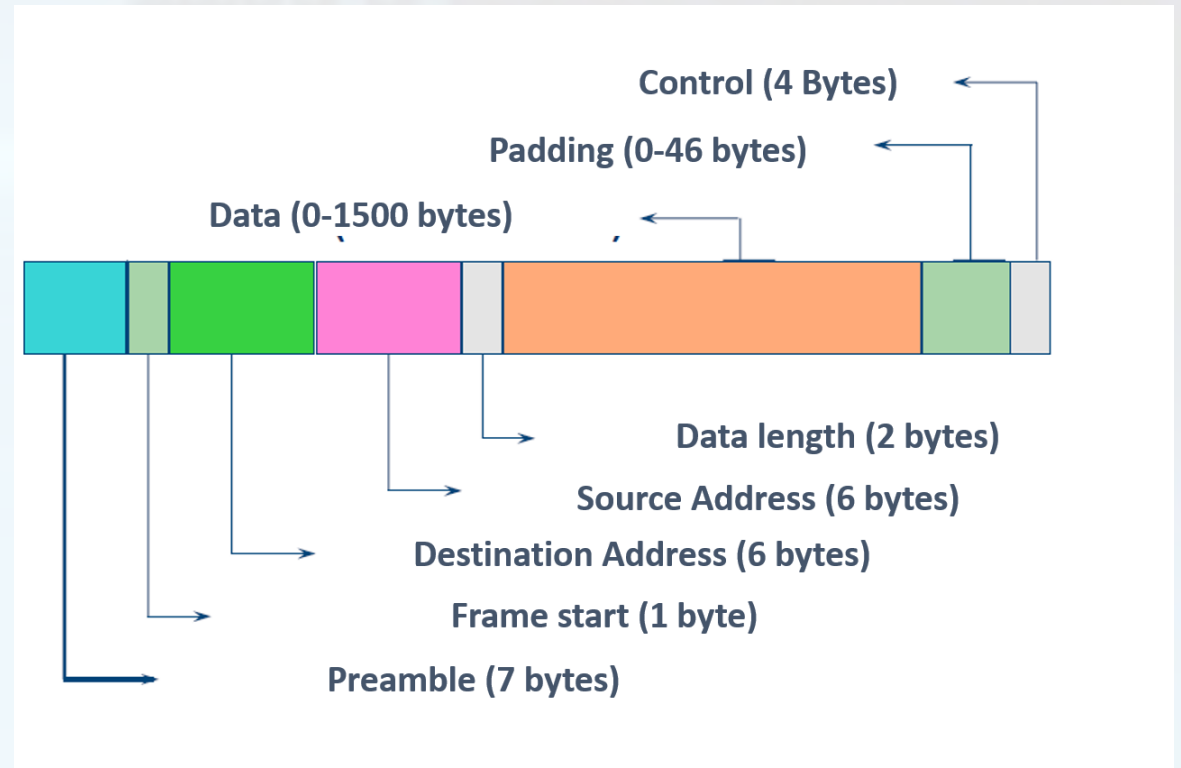 Control (4 Bytes)
Padding (0-46 bytes)
Data (0-1500 bytes)
Data length (2 bytes)
Source Address (6 bytes)
Destination Address (6 bytes)
Frame start (1 byte)
Preamble (7 bytes)